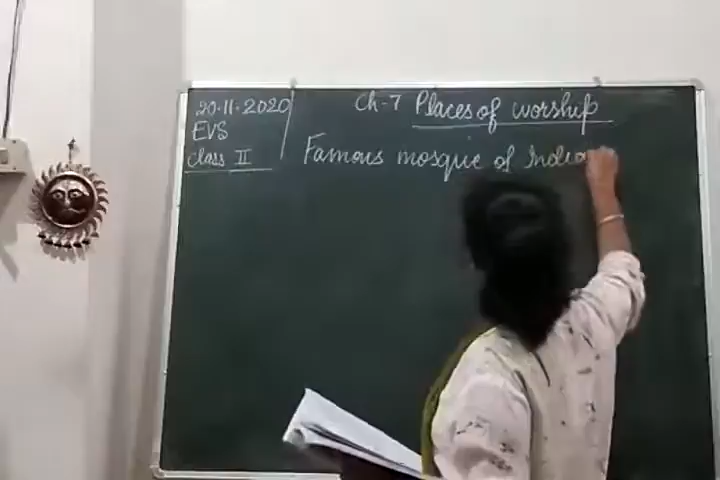 20.11.2020
EVS
class II
Ch-7 Places of worship
Famous mosque of India